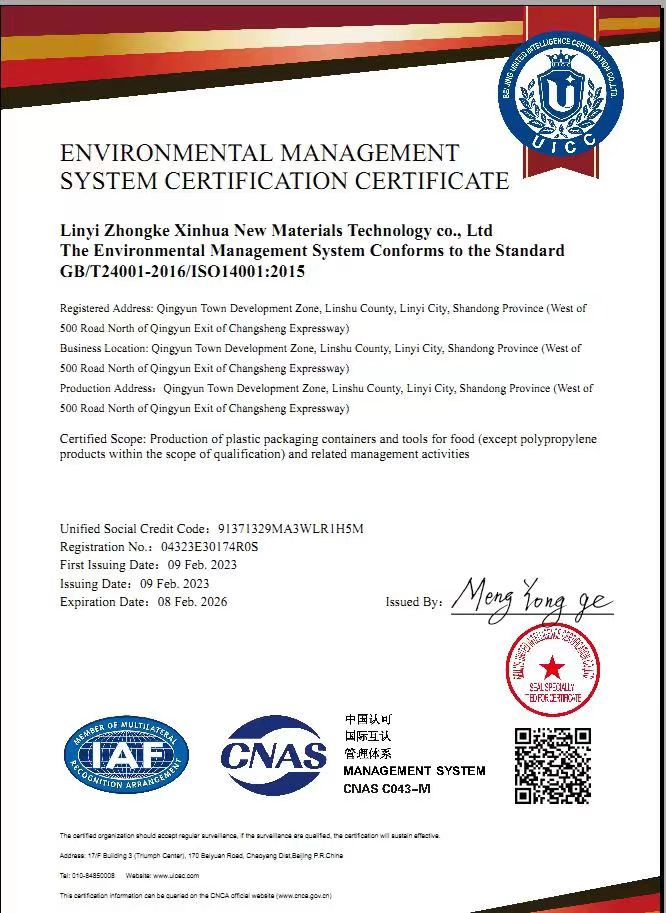 BEIJING UNITED INTELLIGENCE CERTIFICATION CO.,LTD.
UICC
ENVIRONMENTAL MANAGEMENT
SYSTEM CERTIFICATION CERTIFICATE
Linyi Zhongke Xinhua New Materials Technology co., Ltd
The Environmental Management System Conforms to the Standard
GB/T24001-2016/ISO14001:2015
Registered Address: Qingyun Town Development Zone, Linshu County, Linyi City, Shandong Province (West of
500 Road North of Qingyun Exit of Changsheng Expressway)
Business Location: Qingyun Town Development Zone, Linshu County, Linyi City, Shandong Province (West of
500 Road North of Qingyun Exit of Changsheng Expressway)
Production Address：Qingyun Town Development Zone, Linshu County, Linyi City, Shandong Province (West of
500 Road North of Qingyun Exit of Changsheng Expressway)
Certified Scope: Production of plastic packaging containers and tools for food (except polypropylene
products within the scope of qualification) and related management activities
Unified Social Credit Code：91371329MA3WLR1H5M
Registration No.：04323E30174R0S
First Issuing Date：09 Feb. 2023
Issuing Date：09 Feb. 2023
Expiration Date：08 Feb. 2026
Issued By:
Meng Yong ge
SEAL SPECIALLY
TED FOR CERTIFICATE
MEMBER OF MULTILATERAL
IAF
RECOGNITION ARRANGEMENT
CNAS
中国认可
国际互认
管理体系
MANAGEMENT SYSTEM
CNAS C043-M
The certified organization should accept regular surveillance, if the surveillance are qualified, the certification will sustain effective.
Address: 17/F Building 3 (Triumph Center), 170 Beiyuan Road, Chaoyang Dist,Beijing P.R.China
Tel: 010-84850008 Website: www.uicec.com
This certification information can be queried on the CNCA official website (www.cnca.gov.cn)